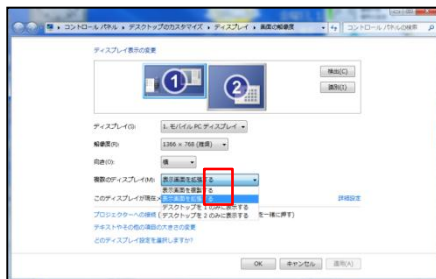 コントロール パネル ▸ デスクトップのカスタマイズ ▸ ディスプレイ ▸ 画面の解像度
コントロール パネルの検索
ディスプレイ表示の変更
1
2
検出(C)
識別(I)
ディスプレイ(S):
1. モバイル PC ディスプレイ
解像度(R):
1366 × 768 (推奨)
向き(O):
横
複数のディスプレイ(M):
表示画面を拡張する
表示画面を複製する
表示画面を拡張する
デスクトップを 1 のみに表示する
デスクトップを 2 のみに表示する
このディスプレイが現在
詳細設定
プロジェクターへの接続 (
を一緒に押す)
テキストやその他の項目の大きさの変更
どのディスプレイ設定を選択しますか?
OK
キャンセル
適用(A)